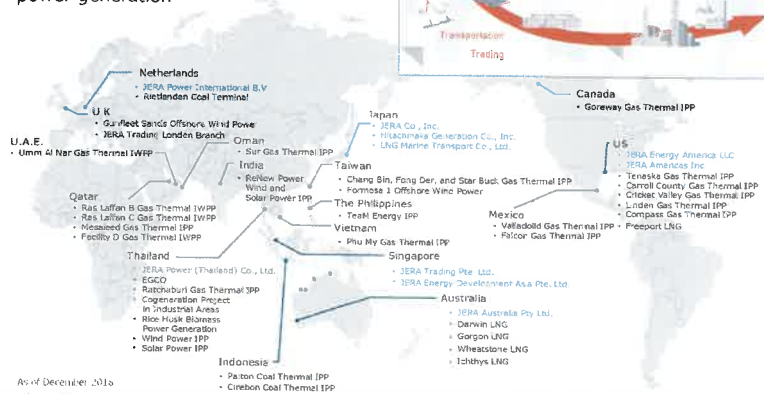 power generation
Transportation
Trading
Netherlands
• JERA Power International B.V
• Rietlanden Coal Terminal
U K
• Gunfleet Sands Offshore Wind Power
• JERA Trading London Branch
U.A.E.
• Umm Al Nar Gas Thermal IWPP
Oman
• Sur Gas Thermal IPP
India
• ReNew Power
Wind and
Solar Power IPP
Qatar
• Ras Laffan B Gas Thermal IWPP
• Ras Laffan C Gas Thermal IWPP
• Mesaieed Gas Thermal IPP
• Facility D Gas Thermal IWPP
Japan
• JERA Co., Inc.
• Hitachinaka Generation Co., Inc.
• LNG Marine Transport Co., Ltd.
Taiwan
• Chang Bin, Fong Der, and Star Buck Gas Thermal IPP
• Formosa 1 Offshore Wind Power
The Philippines
• TeaM Energy IPP
Vietnam
• Phu My Gas Thermal IPP
Thailand
• JERA Power (Thailand) Co., Ltd.
• EGCO
• Ratchaburi Gas Thermal IPP
• Cogeneration Project
in Industrial Areas
• Rice Husk Biomass
Power Generation
• Wind Power IPP
• Solar Power IPP
Singapore
• JERA Trading Pte. Ltd.
• JERA Energy Development Asia Pte. Ltd.
Australia
• JERA Australia Pty Ltd.
• Darwin LNG
• Gorgon LNG
• Wheatstone LNG
• Ichthys LNG
Indonesia
• Paiton Coal Thermal IPP
• Cirebon Coal Thermal IPP
Canada
• Goreway Gas Thermal IPP
US
• JERA Energy America LLC
• JERA Americas Inc
• Tenaska Gas Thermal IPP
• Carroll County Gas Thermal IPP
• Cricket Valley Gas Thermal IPP
• Linden Gas Thermal IPP
• Compass Gas Thermal IPP
• Freeport LNG
Mexico
• Valladolid Gas Thermal IPP
• Falcon Gas Thermal IPP
As of December